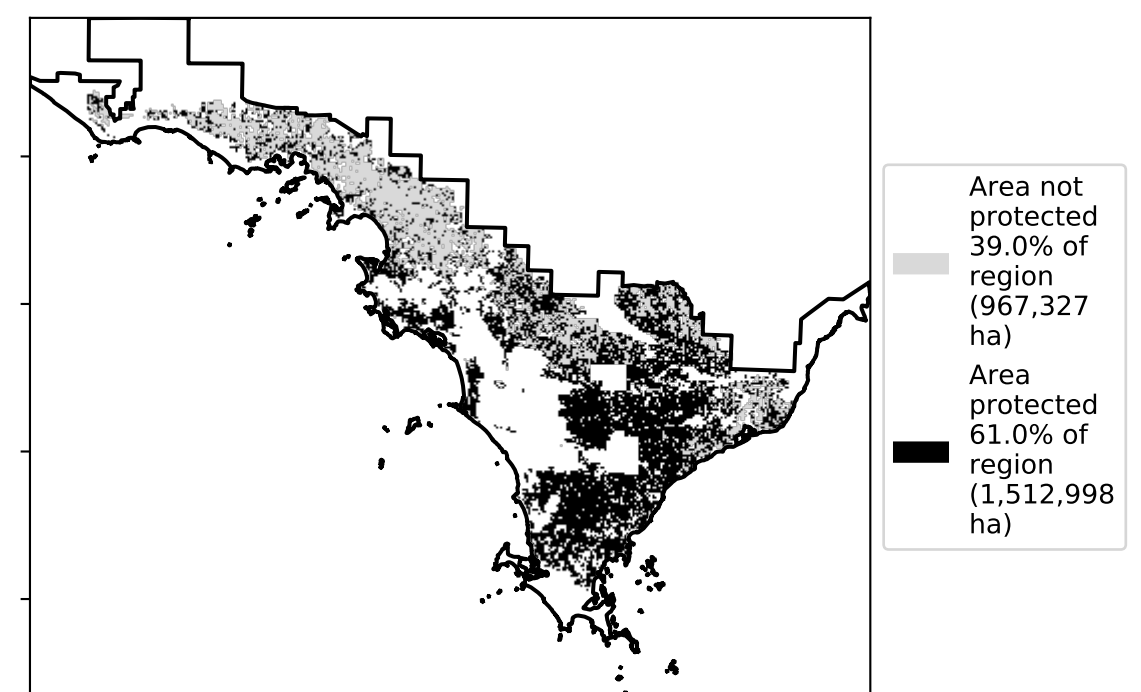 Area not
protected
39.0% of
region
(967,327
ha)
Area
protected
61.0% of
region
(1,512,998
ha)